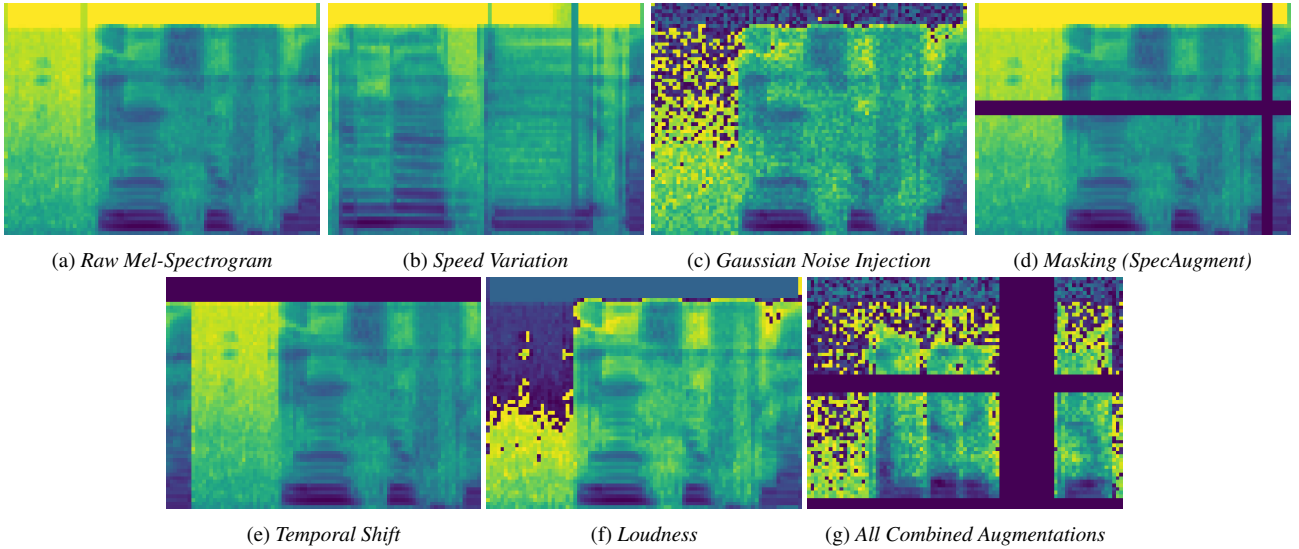 (a) Raw Mel-Spectrogram
(b) Speed Variation
(c) Gaussian Noise Injection
(d) Masking (SpecAugment)
(e) Temporal Shift
(f) Loudness
(g) All Combined Augmentations